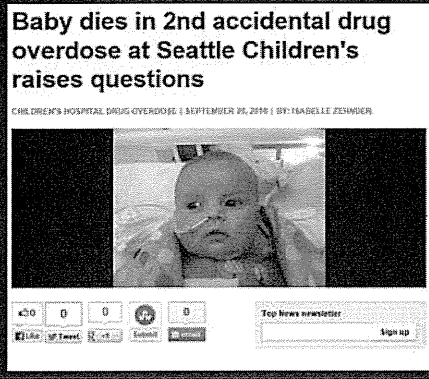 Baby dies in 2nd accidental drug
overdose at Seattle Children's
raises questions
CHILDREN'S HOSPITAL DRUG OVERDOSE | SEPTEMBER 28, 2010 | BY: ISABELLE ZEHNDER
0 0 0 0
Like Tweet Submit
Top News newsletter
Sign up